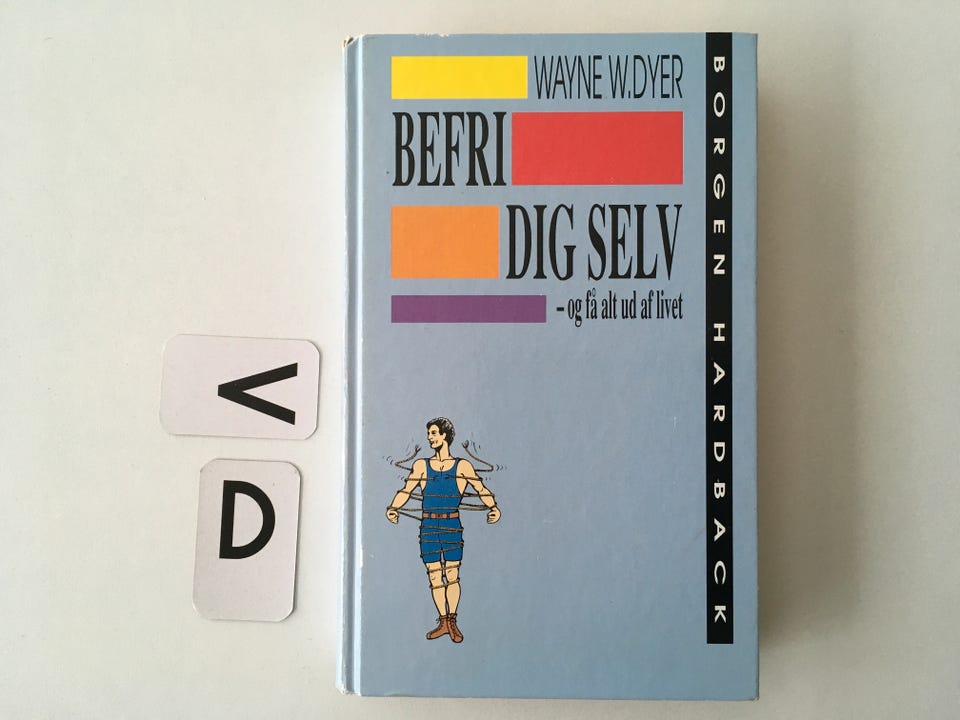 WAYNE W.DYER
BEFRI
DIG SELV
– og få alt ud af livet
BORGEN HARDBACK
V
D